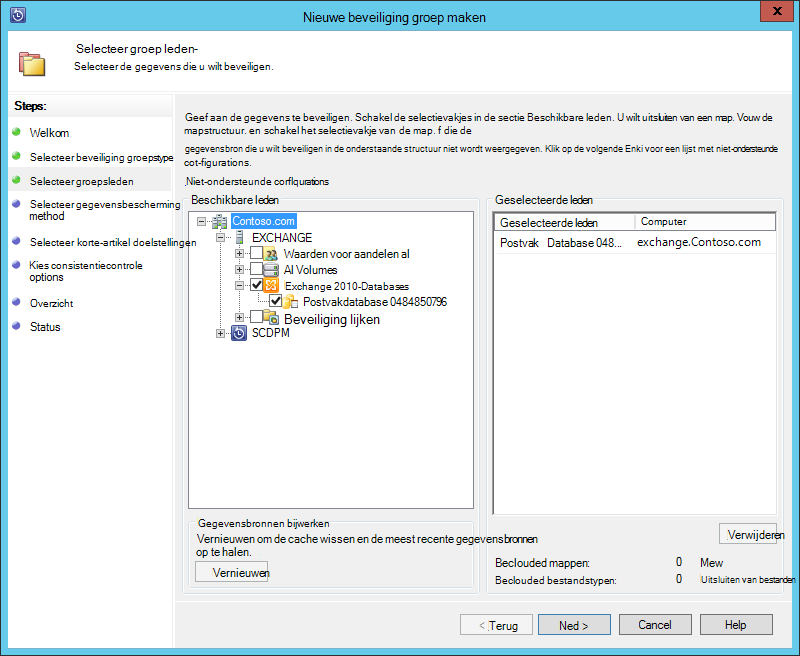 Nieuwe beveiliging groep maken
X
Selecteer groep leden-
Selecteer de gegevens die u wilt beveiligen.
Steps:
Welkom
Selecteer beveiliging groepstype
Selecteer groepsleden
Selecteer gegevensbescherming
method
Selecteer korte-artikel doelstellingen
Kies consistentiecontrole
options
Overzicht
Status
Geef aan de gegevens te beveiligen. Schakel de selectievakjes in de sectie Beschikbare leden. U wilt uitsluiten van een map. Vouw de
mapstructuur. en schakel het selectievakje van de map. f die de
gegevensbron die u wilt beveiligen in de onderstaande structuur niet wordt weergegeven. Klik op de volgende Enki voor een lijst met niet-ondersteunde
cot-figurations.
Niet-ondersteunde corflqurations
Beschikbare leden
Contoso.com
EXCHANGE
Waarden voor aandelen al
AI Volumes
Exchange 2010-Databases
Postvakdatabase 0484850796
Beveiliging lijken
SCDPM
Gegevensbronnen bijwerken
Vernieuwen om de cache wissen en de meest recente gegevensbronnen
op te halen.
Vernieuwen
Geselecteerde leden
Geselecteerde leden Computer
Postvak Database 048... exchange.Contoso.com
Verwijderen
Beclouded mappen: 0 Mew
Beclouded bestandstypen: 0 Uitsluiten van bestanden
< Terug Ned > Cancel Help